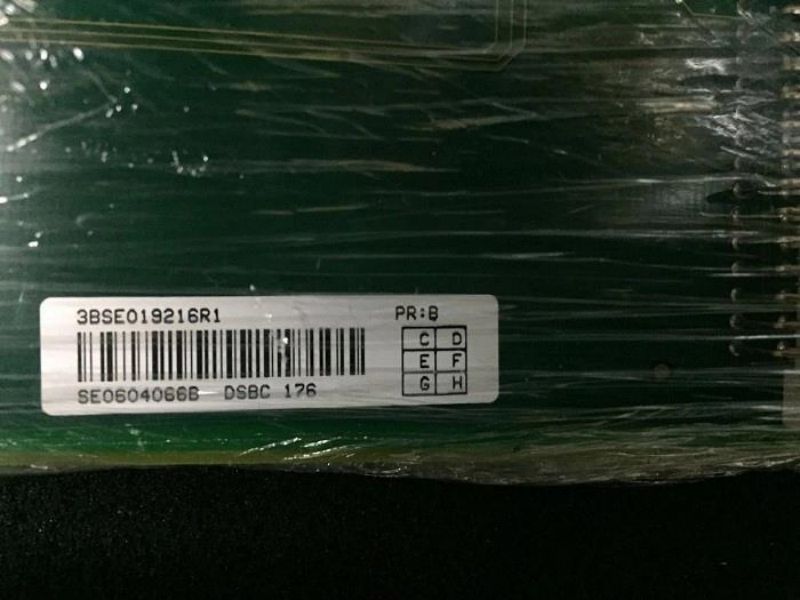 3BSE019216R1
PR:B
C D
E F
G H
SE0604066B DSBC 176